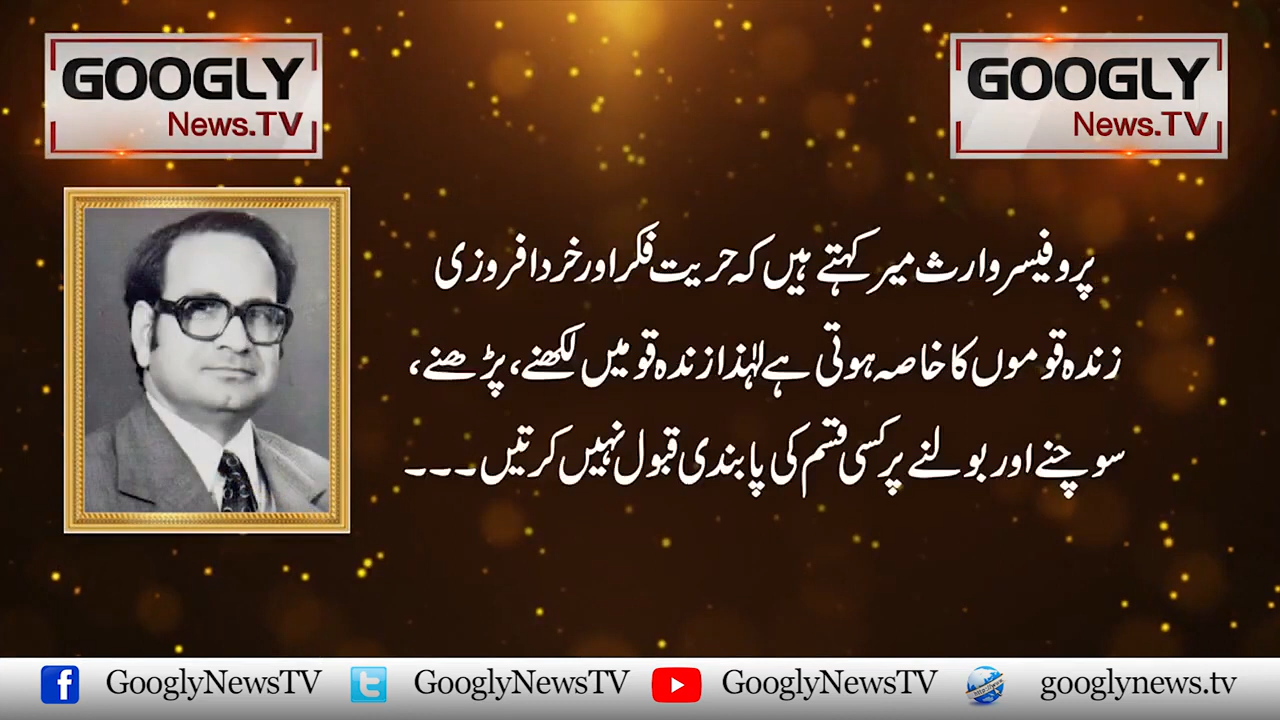 GOOGLY
News.TV
GOOGLY
News.TV
پروفیسر وارث میر کہتے ہیں کہ حریت فکر اور خرد افروزی
زندہ قوموں کا خاصہ ہوتی ہے لہٰذا زندہ قومیں لکھنے، پڑھنے،
سوچنے اور بولنے پر کسی قسم کی پابندی قبول نہیں کرتیں۔۔۔
GooglyNewsTV GooglyNewsTV GooglyNewsTV googlynews.tv